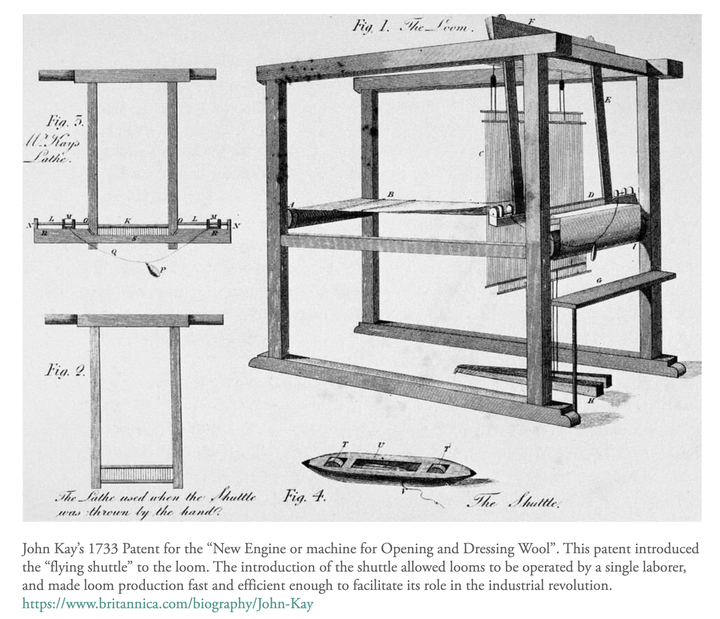 Fig. 1. The Loom.
F
E
C
A
B
D
I
G
H
Fig. 3.
Mr. Kays
Lathe.
N L M O K O L M N
R S R
Q
P
Fig. 2.
The Lathe used when the Shuttle
was thrown by the hand.
Fig. 4.
T U T
The Shuttle.
John Kay’s 1733 Patent for the “New Engine or machine for Opening and Dressing Wool”. This patent introduced
the “flying shuttle” to the loom. The introduction of the shuttle allowed looms to be operated by a single laborer,
and made loom production fast and efficient enough to facilitate its role in the industrial revolution.
https://www.britannica.com/biography/John-Kay